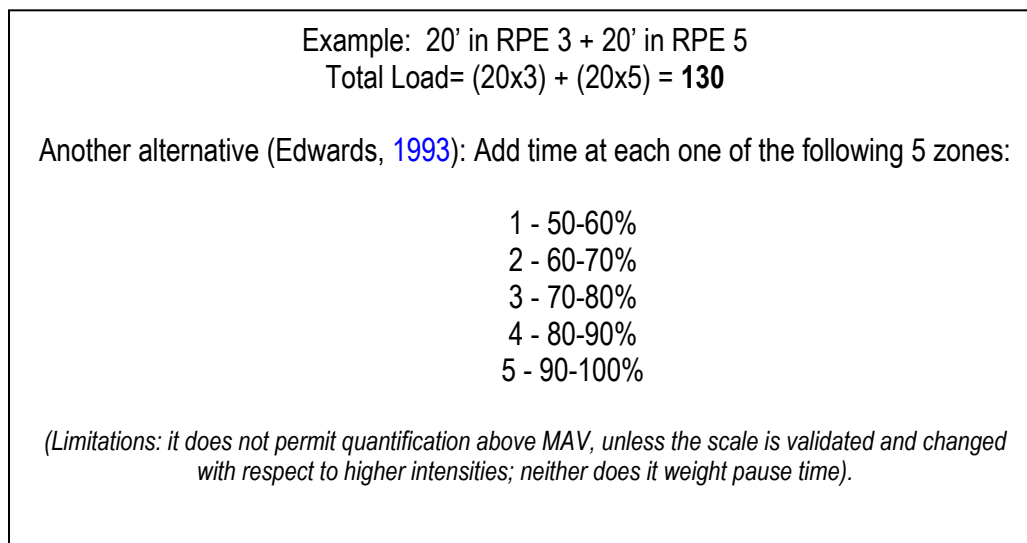 Example: 20’ in RPE 3 + 20’ in RPE 5
Total Load= (20x3) + (20x5) = 130
Another alternative (Edwards, 1993): Add time at each one of the following 5 zones:
1 - 50-60%
2 - 60-70%
3 - 70-80%
4 - 80-90%
5 - 90-100%
(Limitations: it does not permit quantification above MAV, unless the scale is validated and changed
with respect to higher intensities; neither does it weight pause time).